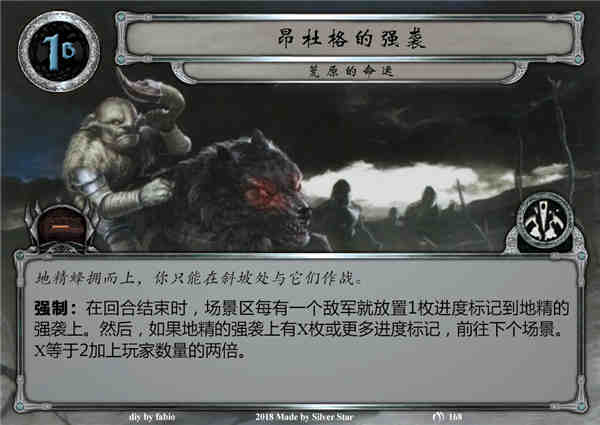 1B
昂杜格的强袭
荒原的命运
地精蜂拥而上，你只能在斜坡处与它们作战。
强制：在回合结束时，场景区每有一个敌军就放置1枚进度标记到地精的
强袭上。然后，如果地精的强袭上有X枚或更多进度标记，前往下个场景。
X等于2加上玩家数量的两倍。
diy by fabio 2018 Made by Silver Star 168